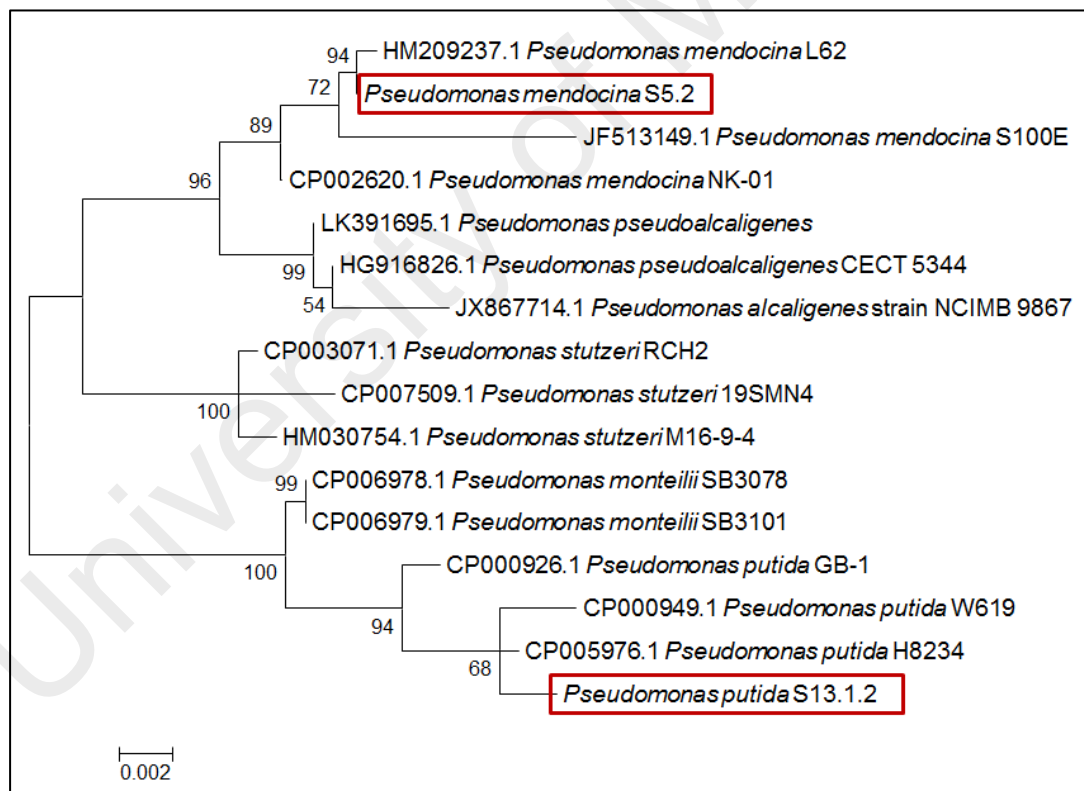 HM209237.1 Pseudomonas mendocina L62
94
Pseudomonas mendocina S5.2
72
JF513149.1 Pseudomonas mendocina S100E
89
CP002620.1 Pseudomonas mendocina NK-01
96
LK391695.1 Pseudomonas pseudoalcaligenes
HG916826.1 Pseudomonas pseudoalcaligenes CECT 5344
99
54
JX867714.1 Pseudomonas alcaligenes strain NCIMB 9867
CP003071.1 Pseudomonas stutzeri RCH2
CP007509.1 Pseudomonas stutzeri 19SMN4
100
HM030754.1 Pseudomonas stutzeri M16-9-4
CP006978.1 Pseudomonas monteilii SB3078
99
CP006979.1 Pseudomonas monteilii SB3101
CP000926.1 Pseudomonas putida GB-1
100
CP000949.1 Pseudomonas putida W619
94
CP005976.1 Pseudomonas putida H8234
68
Pseudomonas putida S13.1.2
0.002
University of M